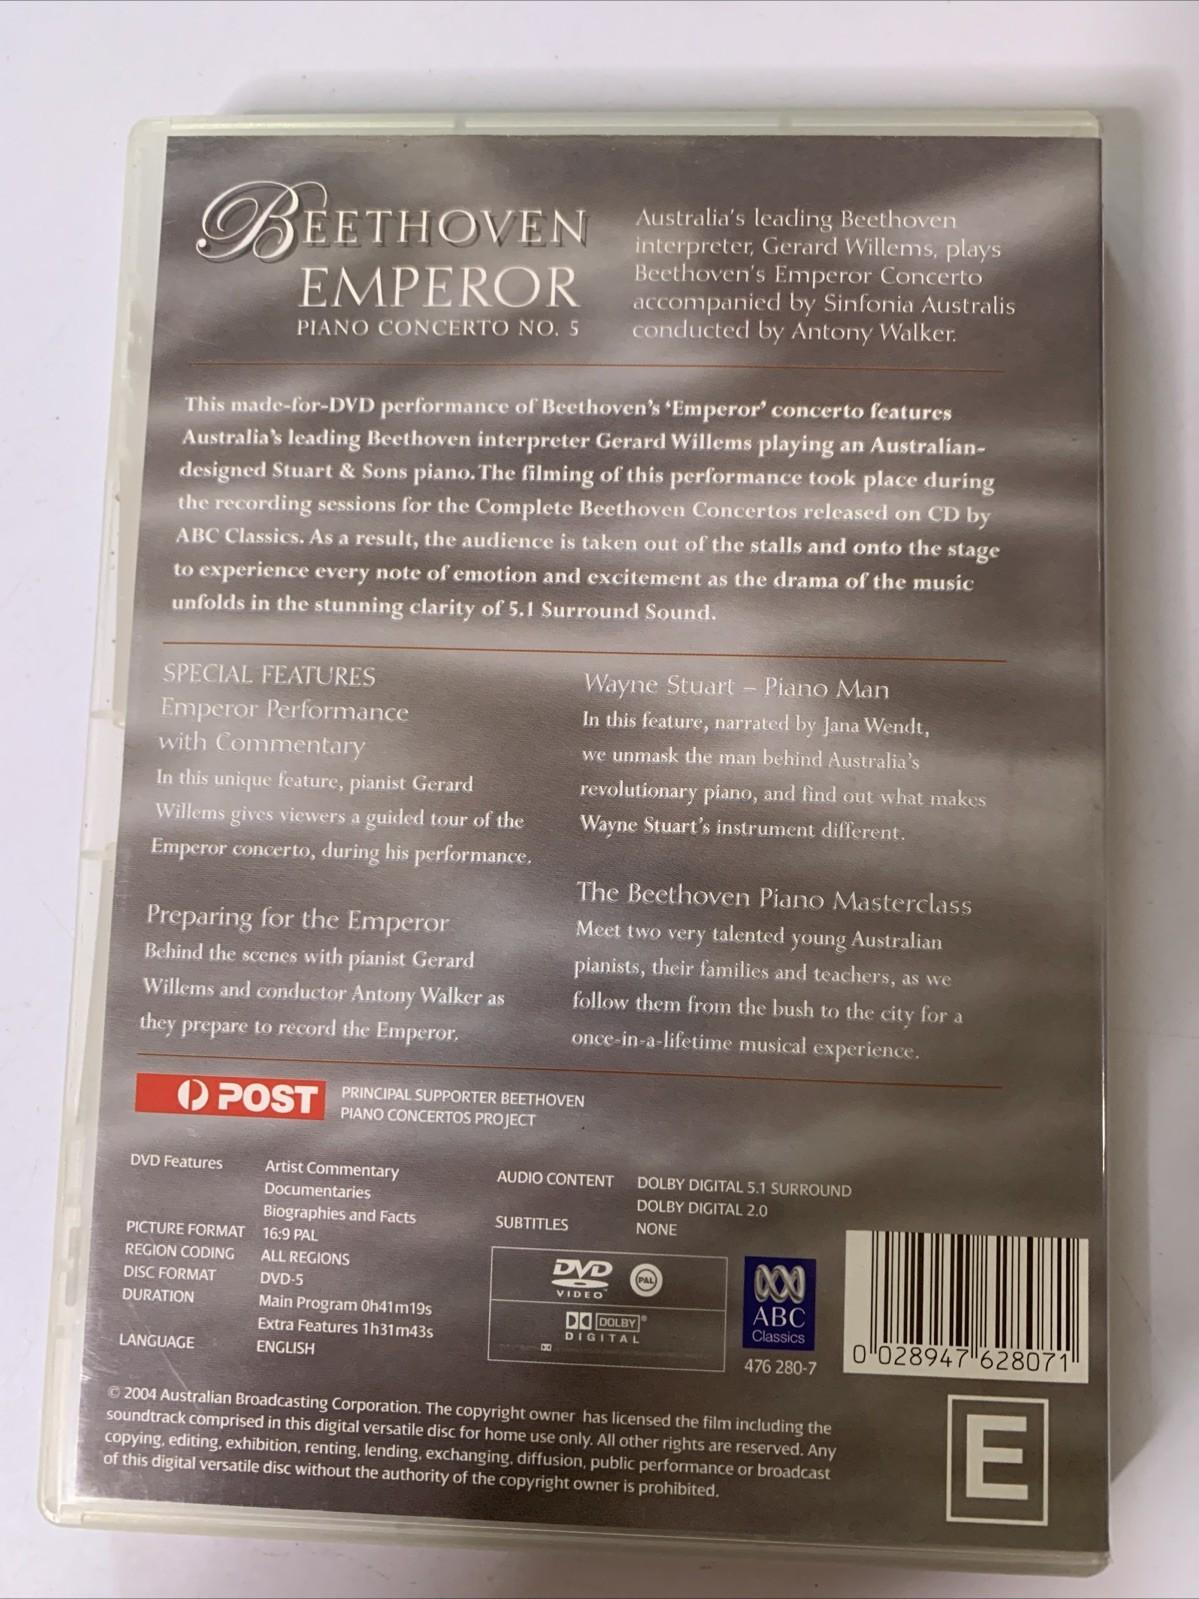 BEETHOVEN
EMPEROR
PIANO CONCERTO NO. 5
Australia's leading Beethoven
interpreter, Gerard Willems, plays
Beethoven's Emperor Concerto
accompanied by Sinfonia Australis
conducted by Antony Walker.
This made-for-DVD performance of Beethoven's 'Emperor' concerto features
Australia's leading Beethoven interpreter Gerard Willems playing an Australian-
designed Stuart & Sons piano. The filming of this performance took place during
the recording sessions for the Complete Beethoven Concertos released on CD by
ABC Classics. As a result, the audience is taken out of the stalls and onto the stage
to experience every note of emotion and excitement as the drama of the music
unfolds in the stunning clarity of 5.1 Surround Sound.
SPECIAL FEATURES
Emperor Performance
with Commentary
In this unique feature, pianist Gerard
Willems gives viewers a guided tour of the
Emperor concerto, during his performance.
Preparing for the Emperor
Behind the scenes with pianist Gerard
Willems and conductor Antony Walker as
they prepare to record the Emperor.
Wayne Stuart – Piano Man
In this feature, narrated by Jana Wendt,
we unmask the man behind Australia's
revolutionary piano, and find out what makes
Wayne Stuart's instrument different.
The Beethoven Piano Masterclass
Meet two very talented young Australian
pianists, their families and teachers, as we
follow them from the bush to the city for a
once-in-a-lifetime musical experience.
POST
PRINCIPAL SUPPORTER BEETHOVEN
PIANO CONCERTOS PROJECT
DVD Features Artist Commentary
Documentaries
Biographies and Facts
PICTURE FORMAT 16:9 PAL
REGION CODING ALL REGIONS
DISC FORMAT DVD-5
DURATION Main Program 0h41m19s
Extra Features 1h31m43s
LANGUAGE ENGLISH
AUDIO CONTENT DOLBY DIGITAL 5.1 SURROUND
DOLBY DIGITAL 2.0
SUBTITLES NONE
DVD
VIDEO
PAL
DOLBY
DIGITAL
ABC
Classics
476 280-7
0 028947 628071
© 2004 Australian Broadcasting Corporation. The copyright owner has licensed the film including the
soundtrack comprised in this digital versatile disc for home use only. All other rights are reserved. Any
copying, editing, exhibition, renting, lending, exchanging, diffusion, public performance or broadcast
of this digital versatile disc without the authority of the copyright owner is prohibited.
E